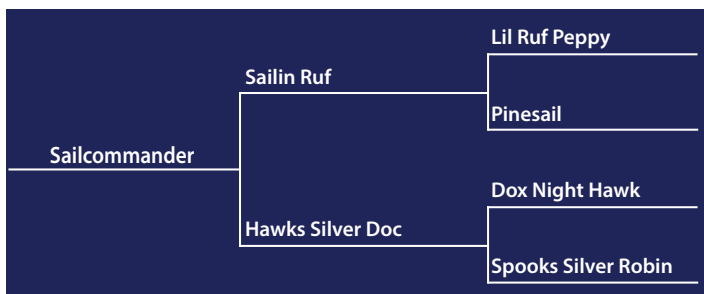 Lil Ruf Peppy
Sailin Ruf
Pinesail
Sailcommander
Dox Night Hawk
Hawks Silver Doc
Spooks Silver Robin